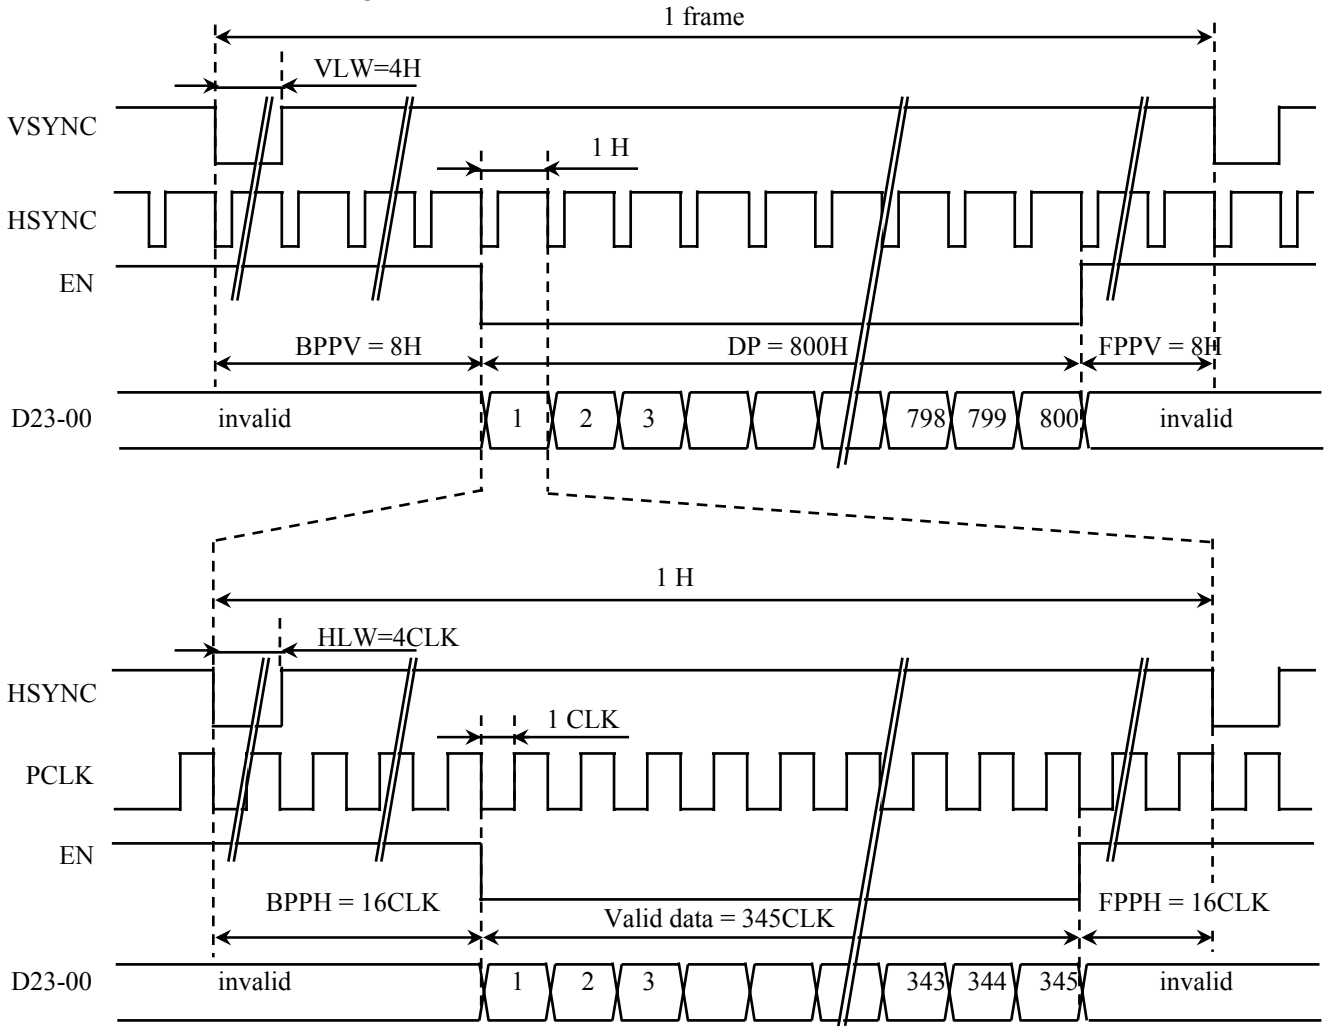 1 frame
VLW=4H
VSYNC
1 H
HSYNC
EN
BPPV = 8H
DP = 800H
FPPV = 8H
D23-00
invalid
1
2
3
798
799
800
invalid
1 H
HLW=4CLK
HSYNC
1 CLK
PCLK
EN
BPPH = 16CLK
Valid data = 345CLK
FPPH = 16CLK
D23-00
invalid
1
2
3
343
344
345
invalid